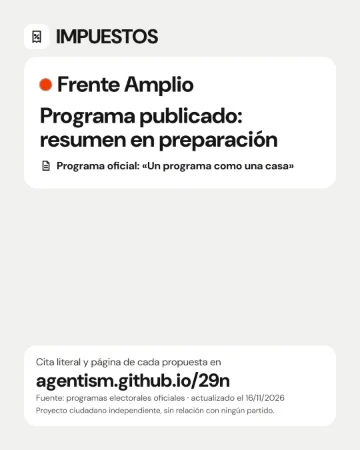 IMPUESTOS
Frente Amplio
Programa publicado:
resumen en preparación
Programa oficial: «Un programa como una casa»
Cita literal y página de cada propuesta en
agentism.github.io/29n
Fuente: programas electorales oficiales · actualizado el 16/11/2026
Proyecto ciudadano independiente, sin relación con ningún partido.